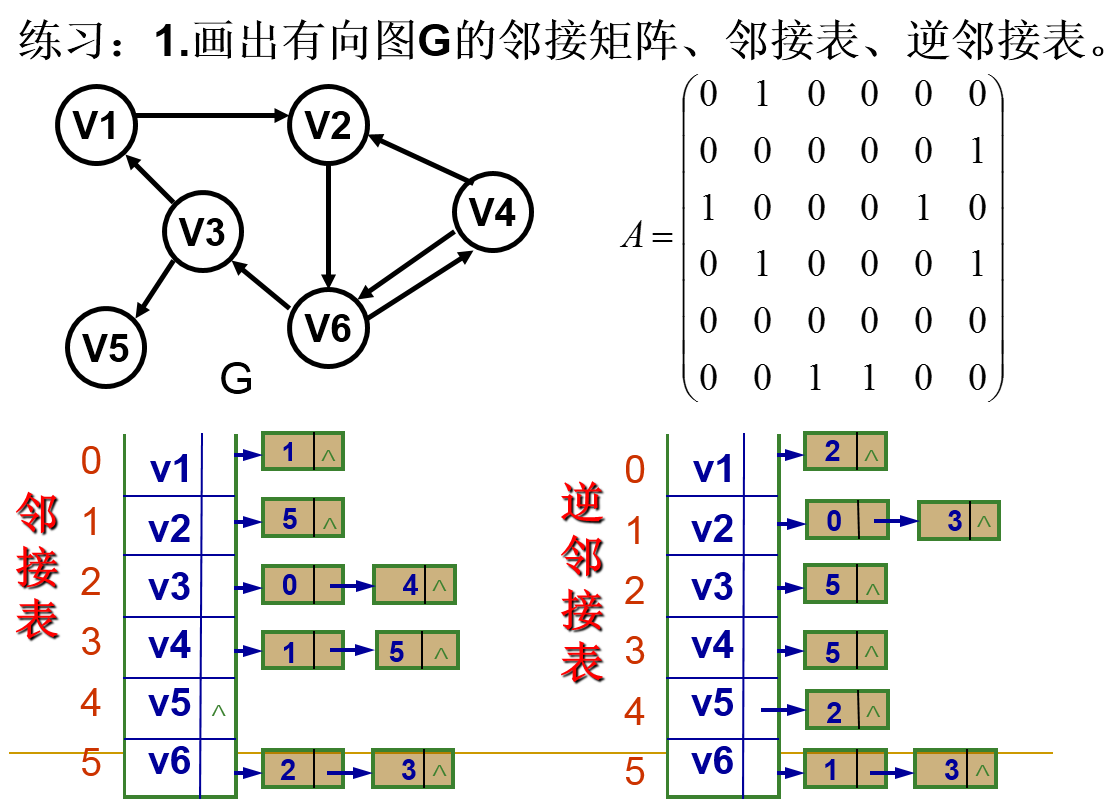 练习：1.画出有向图G的邻接矩阵、邻接表、逆邻接表。
V1
V2
V3
V4
V5
V6
G
A =
0 1 0 0 0 0
0 0 0 0 0 1
1 0 0 0 1 0
0 1 0 0 0 1
0 0 0 0 0 0
0 0 1 1 0 0
邻接表
0 v1 1 ^
1 v2 5 ^
2 v3 0 4 ^
3 v4 1 5 ^
4 v5 ^
5 v6 2 3 ^
逆邻接表
0 v1 2 ^
1 v2 0 3 ^
2 v3 5 ^
3 v4 5 ^
4 v5 2 ^
5 v6 1 3 ^